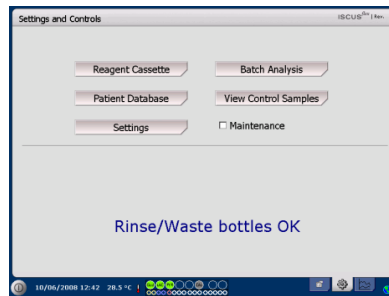 Settings and Controls
Reagent Cassette
Batch Analysis
Patient Database
View Control Samples
Settings
Maintenance
Rinse/Waste bottles OK
10/06/2008 12:42 28.5 °C